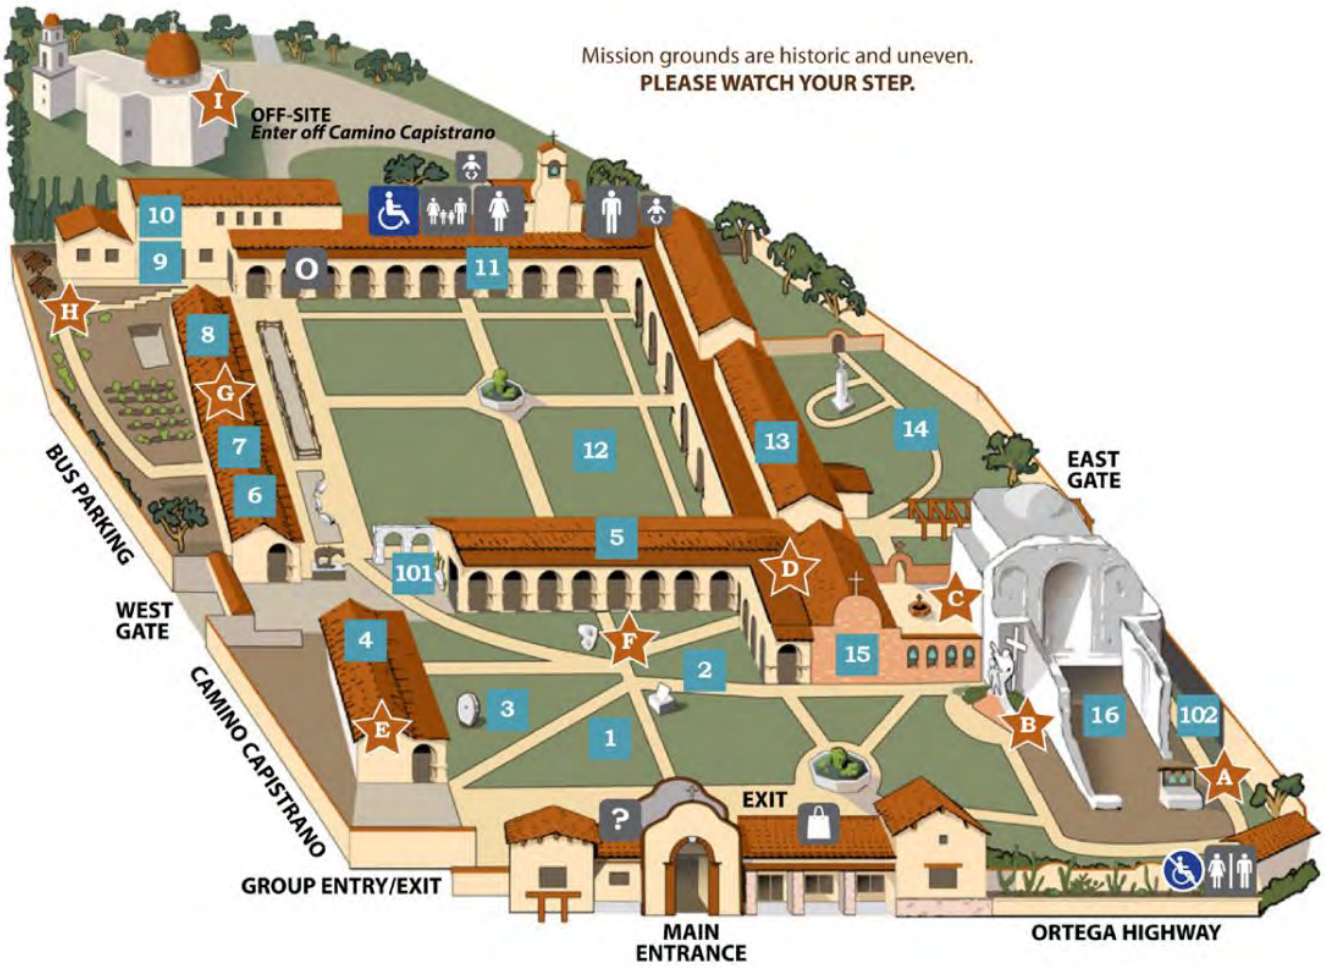 Mission grounds are historic and uneven.
PLEASE WATCH YOUR STEP.
I
OFF-SITE
Enter off Camino Capistrano
10
9
O
11
H
8
G
7
6
12
13
14
EAST
GATE
BUS PARKING
5
101
D
C
WEST
GATE
4
F
15
2
E
3
1
B
16
102
A
CAMINO CAPISTRANO
?
EXIT
GROUP ENTRY/EXIT
MAIN
ENTRANCE
ORTEGA HIGHWAY